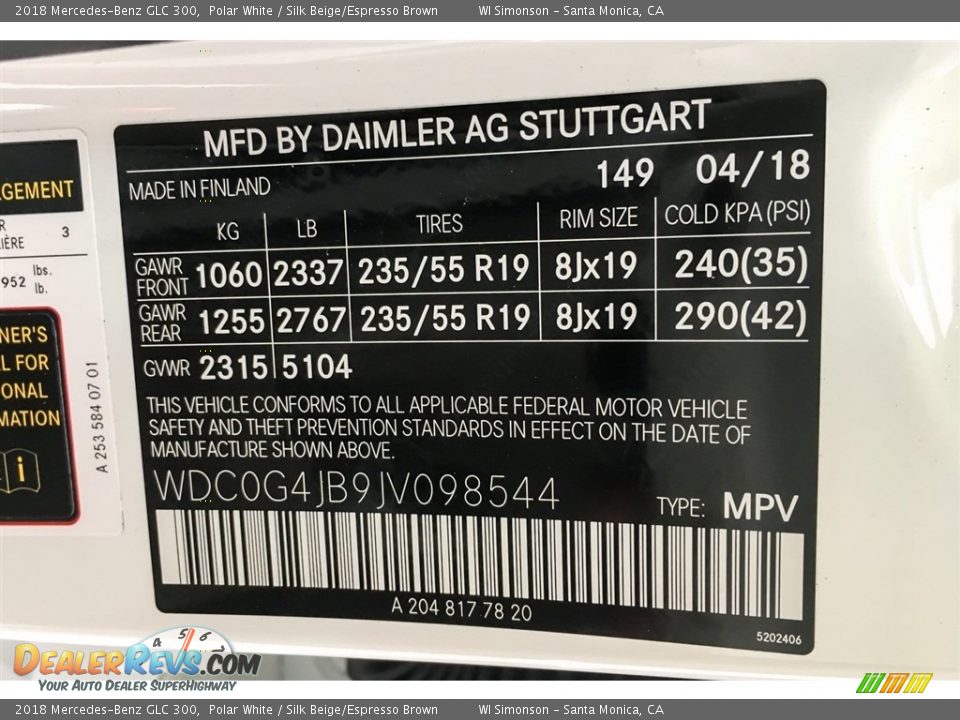 2018 Mercedes-Benz GLC 300, Polar White / Silk Beige/Espresso Brown WI Simonson - Santa Monica, CA
MFD BY DAIMLER AG STUTTGART
MADE IN FINLAND 149 04/18
KG LB TIRES RIM SIZE COLD KPA (PSI)
GAWR FRONT 1060 2337 235/55 R19 8Jx19 240(35)
GAWR REAR 1255 2767 235/55 R19 8Jx19 290(42)
GVWR 2315 5104
THIS VEHICLE CONFORMS TO ALL APPLICABLE FEDERAL MOTOR VEHICLE
SAFETY AND THEFT PREVENTION STANDARDS IN EFFECT ON THE DATE OF
MANUFACTURE SHOWN ABOVE.
WDC0G4JB9JV098544 TYPE: MPV
A 204 817 78 20
5202406
GEMENT
R
IÈRE 3
952 lbs.
lb.
NER'S
L FOR
ONAL
MATION
i
A 253 584 07 01
4 5 6 7
DEALERREVS.COM
YOUR AUTO DEALER SUPERHIGHWAY
2018 Mercedes-Benz GLC 300, Polar White / Silk Beige/Espresso Brown WI Simonson - Santa Monica, CA